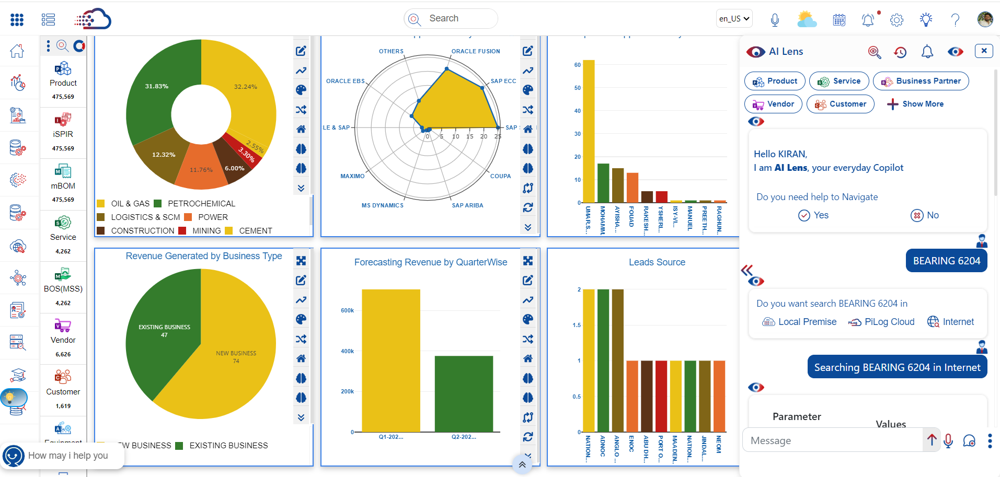 Search
en_US
Product
475,569
iSPIR
475,569
mBOM
475,569
Service
4,262
BOS(MSS)
4,262
Vendor
6,626
Customer
1,619
How may i help you
31.83%
32.24%
2.55%
3.30%
6.00%
11.76%
12.32%
OIL & GAS PETROCHEMICAL
LOGISTICS & SCM POWER
CONSTRUCTION MINING CEMENT
OTHERS
ORACLE FUSION
ORACLE EBS
SAP ECC
LE & SAP
SAP
0 5 10 15 20 25
MAXIMO
COUPA
MS DYNAMICS
SAP ARIBA
60
50
40
30
20
10
0
UMAR.S...
MOHAMM.
AYISHA...
FOUAD
RAKESH...
YSHERI...
ISY-VI...
MANUEL
PREETH...
RAGHUN..
Revenue Generated by Business Type
EXISTING BUSINESS
47
NEW BUSINESS
74
EW BUSINESS EXISTING BUSINESS
Forecasting Revenue by QuarterWise
600k
400k
200k
0
Q1-202...
Q2-202...
Leads Source
2
1.5
1
0.5
0
NATION...
ADNOC
ANGLO ...
ENOC
ABU DH...
PORT O...
MAADEN..
NATION...
JINDAL...
NEOM
AI Lens
Product Service Business Partner
Vendor Customer Show More
Hello KIRAN,
I am AI Lens, your everyday Copilot
Do you need help to Navigate
Yes No
BEARING 6204
Do you want search BEARING 6204 in
Local Premise PiLog PiLog Cloud Internet
Searching BEARING 6204 in Internet
Parameter
Values
Message